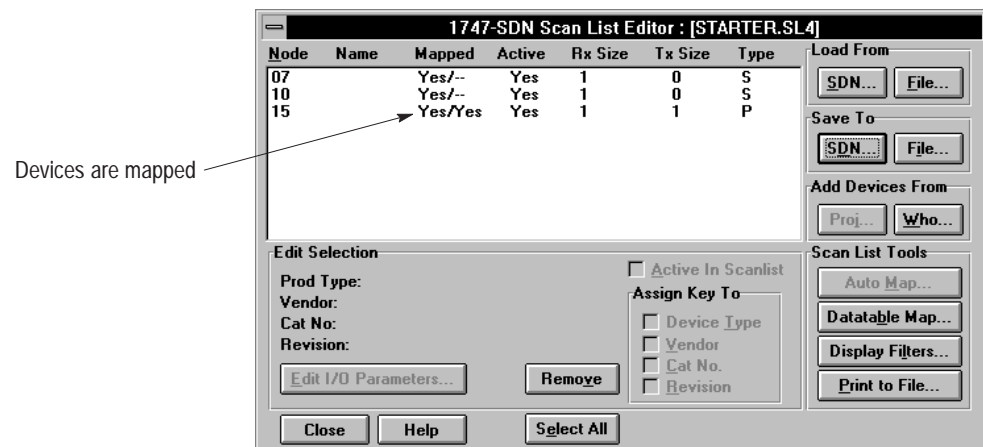 1747-SDN Scan List Editor : [STARTER.SL4]
Node Name Mapped Active Rx Size Tx Size Type
07 Yes/-- Yes 1 0 S
10 Yes/-- Yes 1 0 S
15 Yes/Yes Yes 1 1 P
Devices are mapped
Load From
SDN... File...
Save To
SDN... File...
Add Devices From
Proj... Who...
Edit Selection
Prod Type:
Vendor:
Cat No:
Revision:
Edit I/O Parameters...
Remove
Active In Scanlist
Assign Key To
Device Type
Vendor
Cat No.
Revision
Scan List Tools
Auto Map...
Datatable Map...
Display Filters...
Print to File...
Close Help Select All